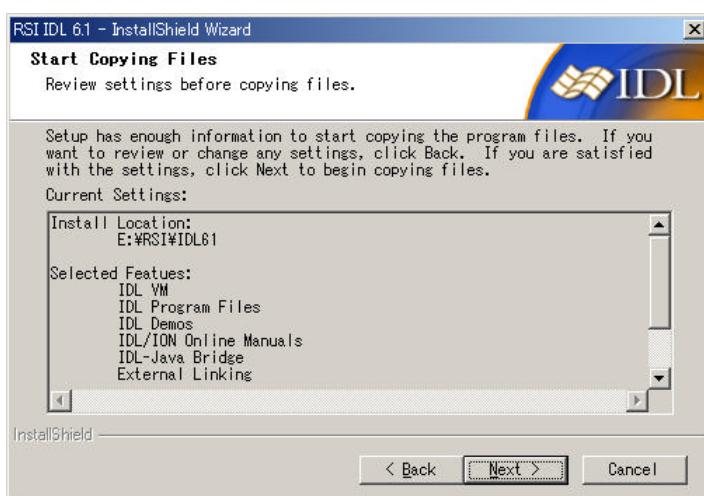 RSI IDL 6.1 - InstallShield Wizard
Start Copying Files
Review settings before copying files.
IDL
Setup has enough information to start copying the program files.  If you
want to review or change any settings, click Back.  If you are satisfied
with the settings, click Next to begin copying files.
Current Settings:
Install Location:
E:¥RSI¥IDL61
Selected Featues:
IDL VM
IDL Program Files
IDL Demos
IDL/ION Online Manuals
IDL-Java Bridge
External Linking
InstallShield
< Back
Next >
Cancel